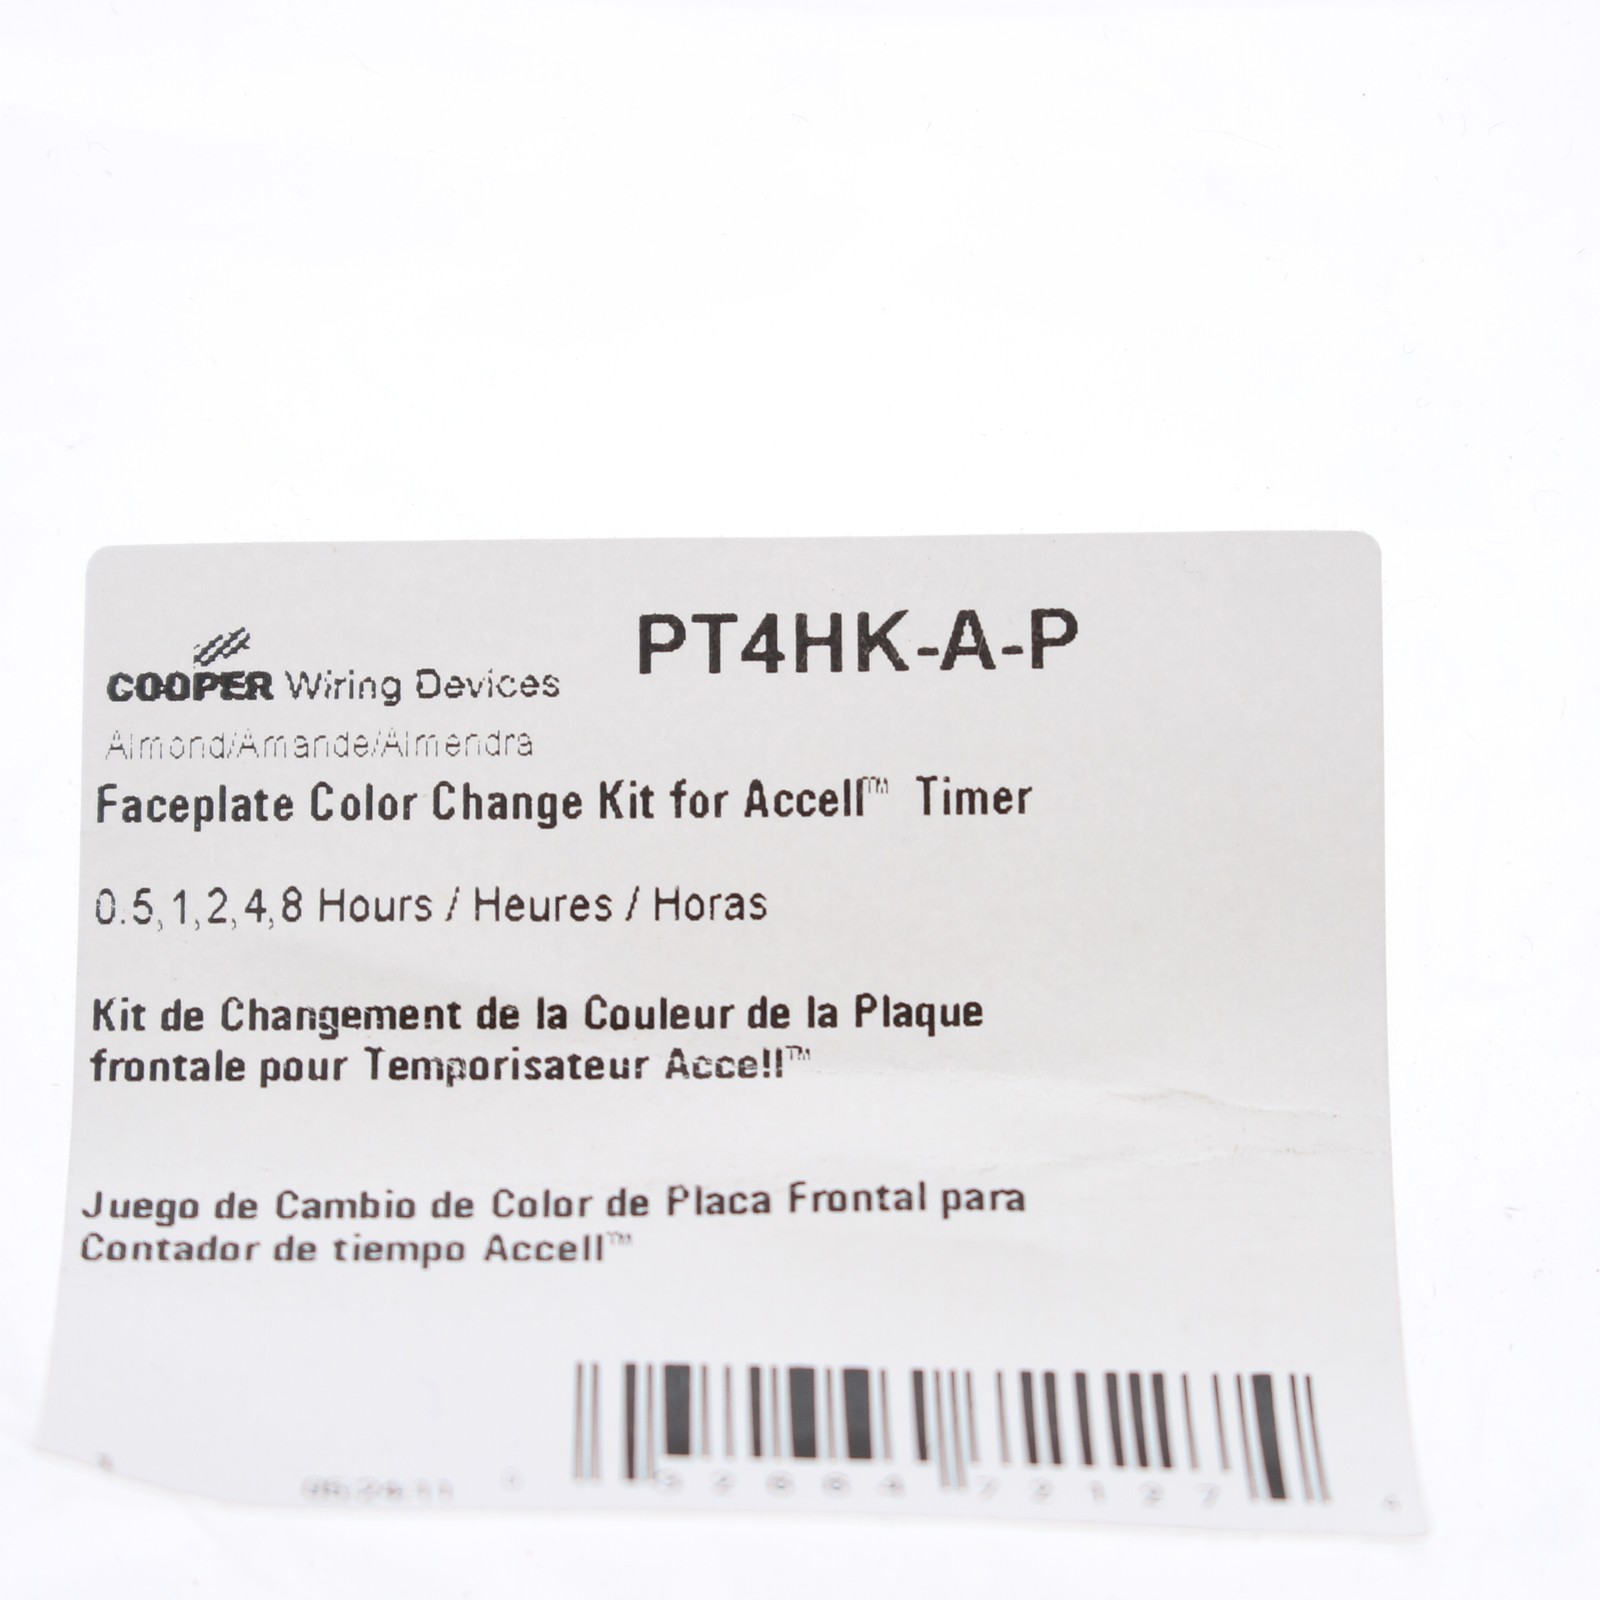 PT4HK-A-P
COOPER Wiring Devices
Almond/Amande/Almendra
Faceplate Color Change Kit for Accell™ Timer
0.5,1,2,4,8 Hours / Heures / Horas
Kit de Changement de la Couleur de la Plaque
frontale pour Temporisateur Accell™
Juego de Cambio de Color de Placa Frontal para
Contador de tiempo Accell™